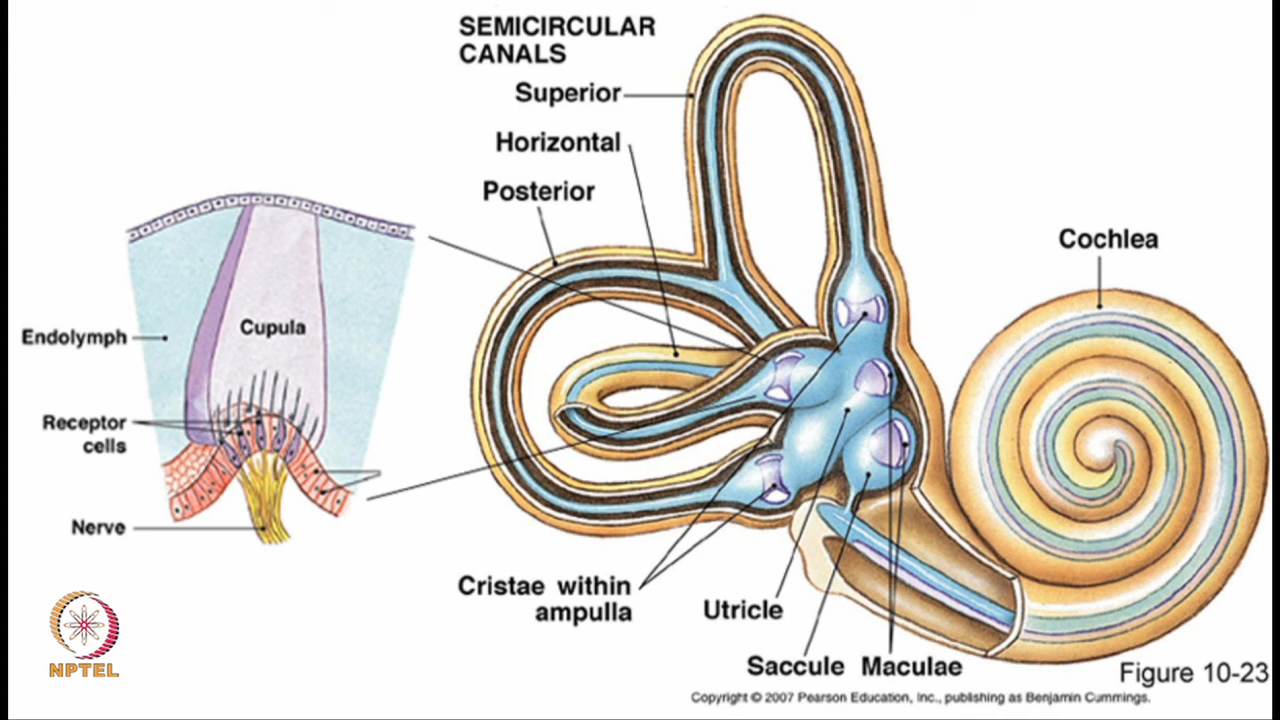 SEMICIRCULAR
CANALS
Superior
Horizontal
Posterior
Cochlea
Endolymph
Cupula
Receptor
cells
Nerve
Cristae within
ampulla
Utricle
Saccule
Maculae
NPTEL
Figure 10-23
Copyright © 2007 Pearson Education, Inc., publishing as Benjamin Cummings.